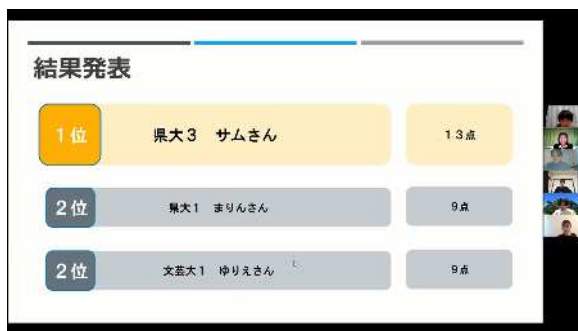 結果発表
1位 県大3 サムさん 13点
2位 県大1 まりんさん 9点
2位 文芸大1 ゆりえさん 9点